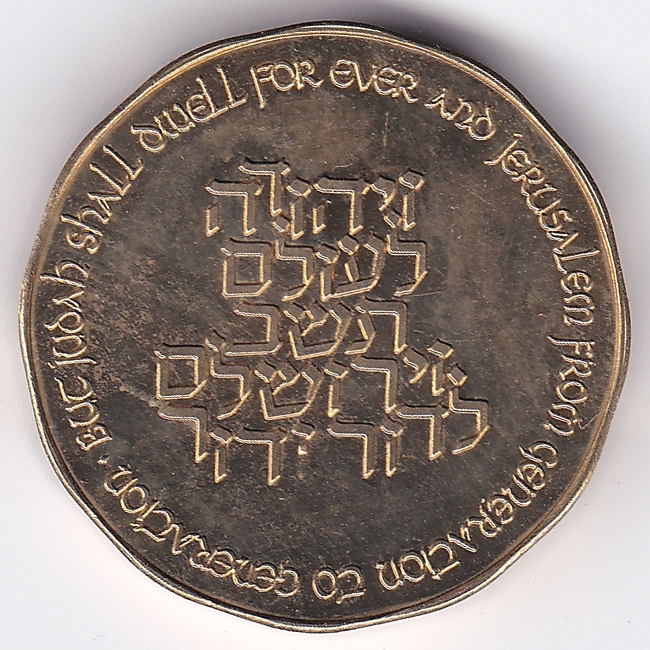 ויהודה
לעולם
תשב
וירושלם
לדור ודור
BUT JUDAH SHALL DWELL FOR EVER AND JERUSALEM FROM GENERATION TO GENERATION ·